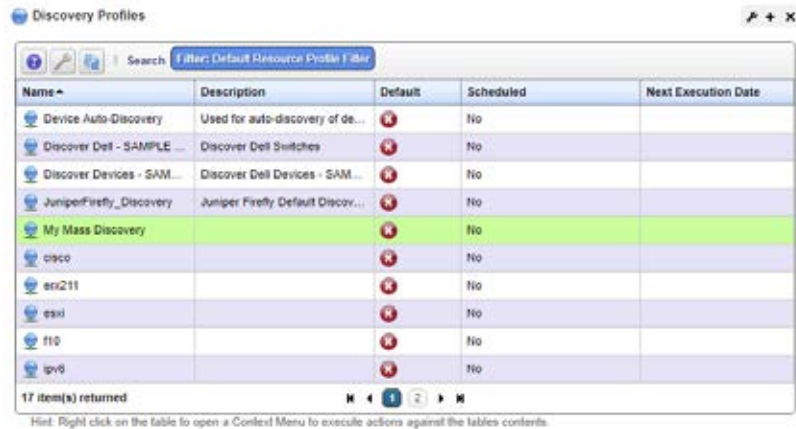 Discovery Profiles
Search Filter: Default Resource Profile Filter
Name Description Default Scheduled Next Execution Date
Device Auto-Discovery Used for auto-discovery of de... No
Discover Dell - SAMPLE ... Discover Dell Switches No
Discover Devices - SAM... Discover Dell Devices - SAM... No
JuniperFirefly_Discovery Juniper Firefly Default Discov... No
My Mass Discovery No
cisco No
erx211 No
esxi No
f10 No
ipv6 No
17 item(s) returned 1 2
Hint: Right click on the table to open a Context Menu to execute actions against the tables contents.